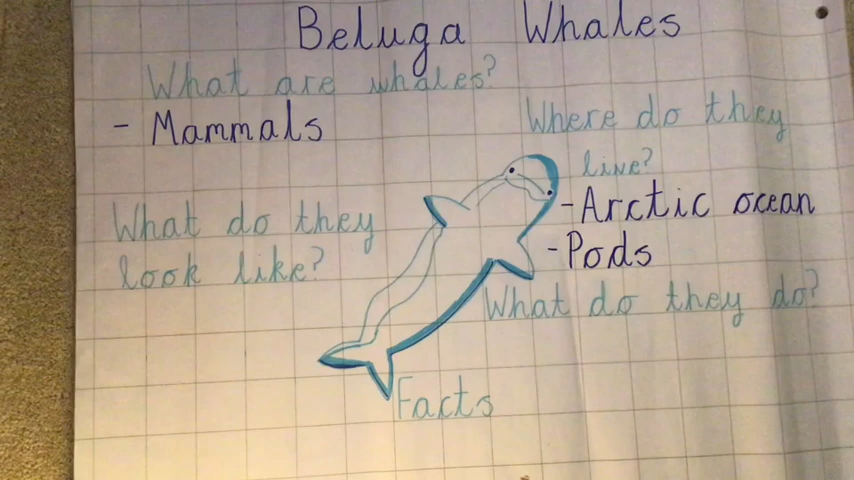 Beluga Whales
What are whales?
- Mammals
Where do they
live?
- Arctic ocean
- Pods
What do they
look like?
What do they do?
Facts